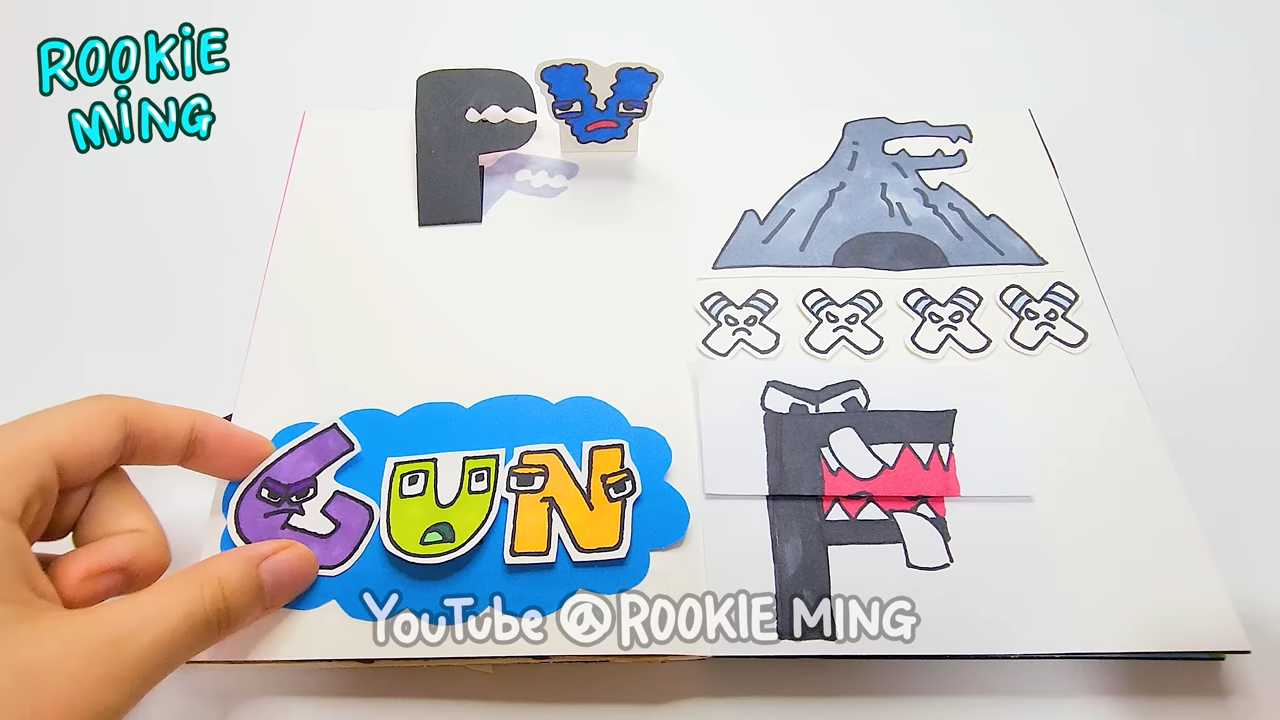 ROOKiE
MiNG
P V
X X X X
GUN
F
YouTube @ROOKIE MING